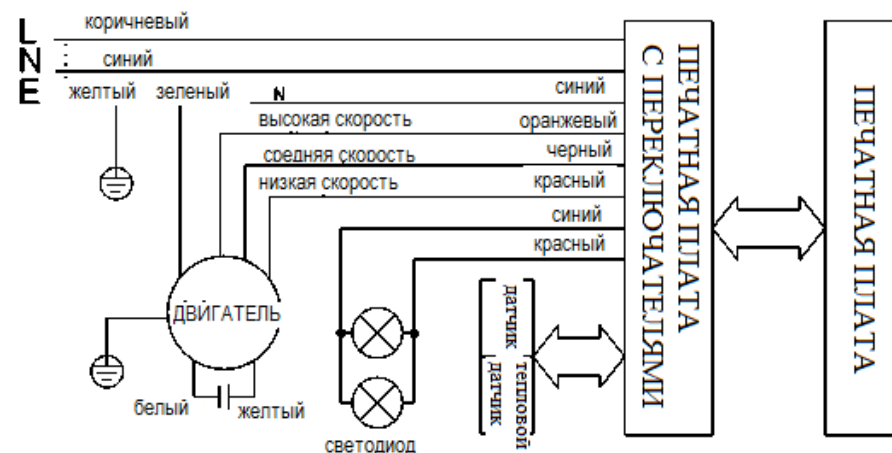 L
коричневый
N
синий
E
желтый зеленый
N
синий
высокая скорость
оранжевый
средняя скорость
черный
низкая скорость
красный
синий
красный
ДВИГАТЕЛЬ
белый
желтый
светодиод
датчик
тепловой
датчик
ПЕЧАТНАЯ ПЛАТА
С ПЕРЕКЛЮЧАТЕЛЯМИ
ПЕЧАТНАЯ ПЛАТА